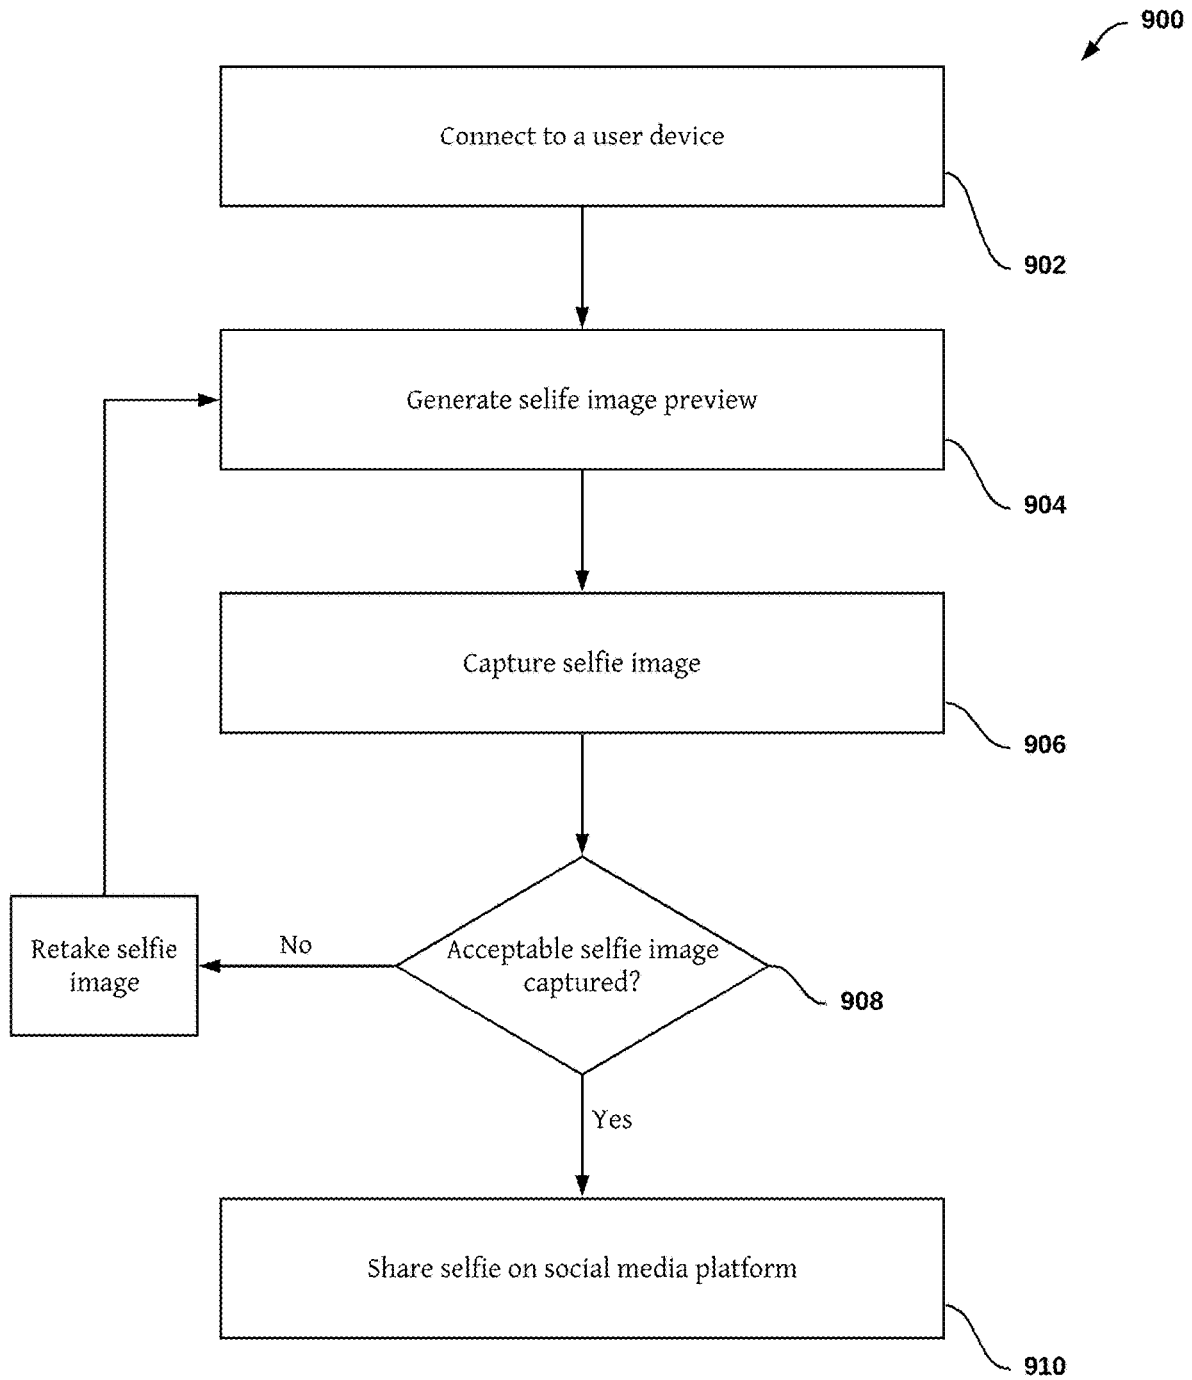 900
Connect to a user device
902
Generate selife image preview
904
Capture selfie image
906
Acceptable selfie image
captured?
908
No
Retake selfie
image
Yes
Share selfie on social media platform
910